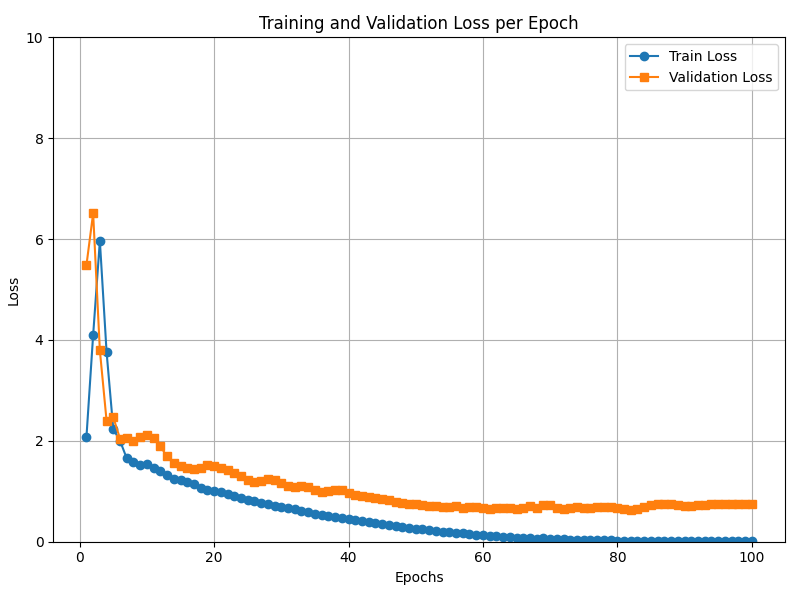 Training and Validation Loss per Epoch
10
8
6
4
2
0
Loss
Train Loss
Validation Loss
0 20 40 60 80 100
Epochs